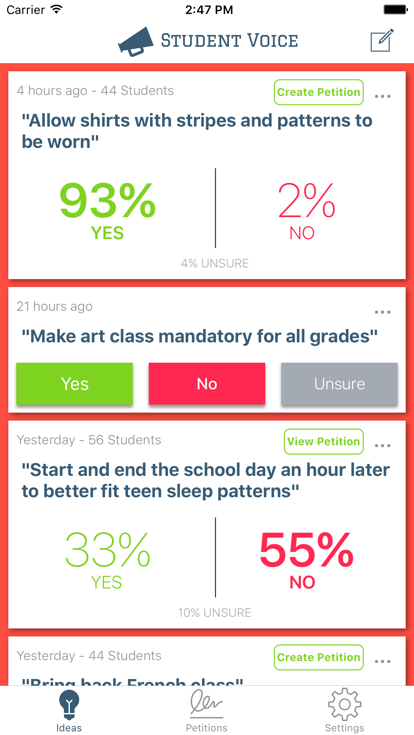 Carrier 2:47 PM
STUDENT VOICE
4 hours ago - 44 Students Create Petition ...
"Allow shirts with stripes and patterns to
be worn"
93% 2%
YES NO
4% UNSURE
21 hours ago ...
"Make art class mandatory for all grades"
Yes No Unsure
Yesterday - 56 Students View Petition ...
"Start and end the school day an hour later
to better fit teen sleep patterns"
33% 55%
YES NO
10% UNSURE
Yesterday - 44 Students Create Petition ...
"Bring back French class"
Ideas Petitions Settings